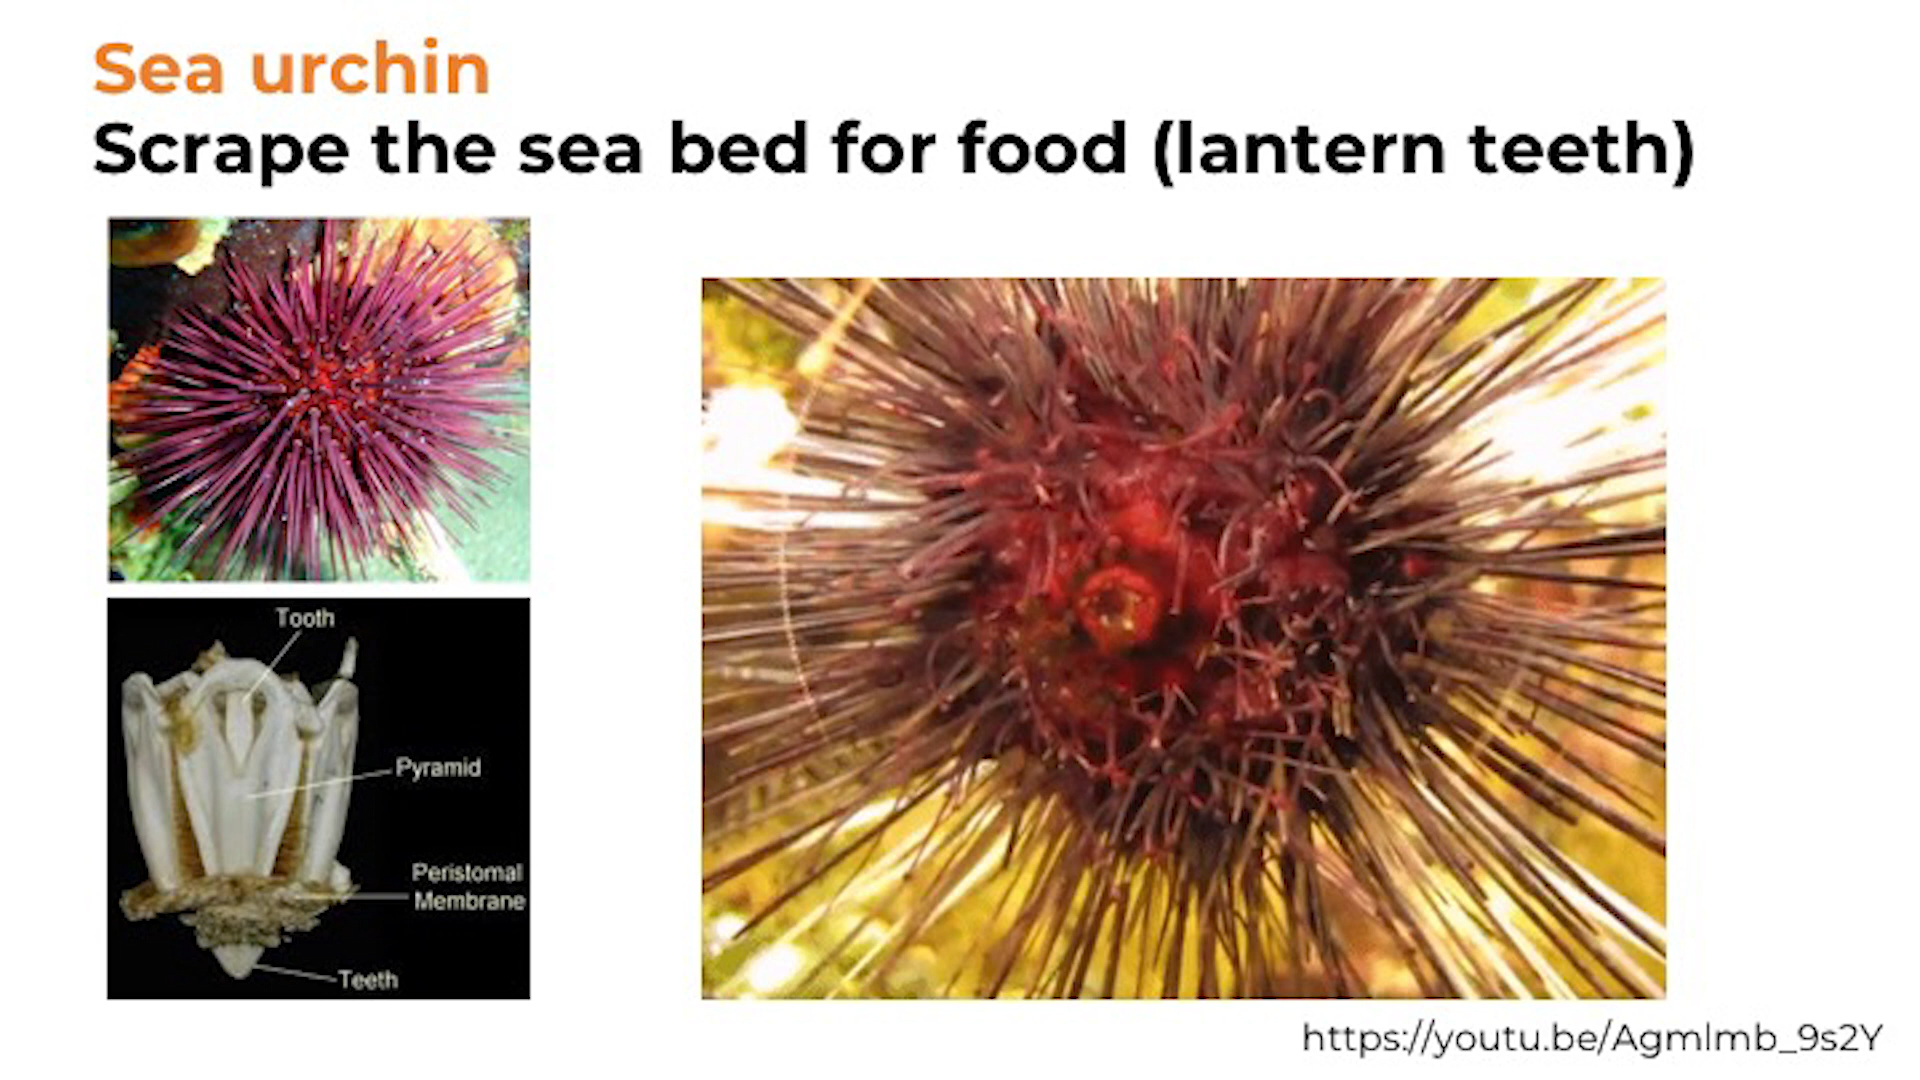 Sea urchin
Scrape the sea bed for food (lantern teeth)
Tooth
Pyramid
Peristomal
Membrane
Teeth
https://youtu.be/Agmlmb_9s2Y